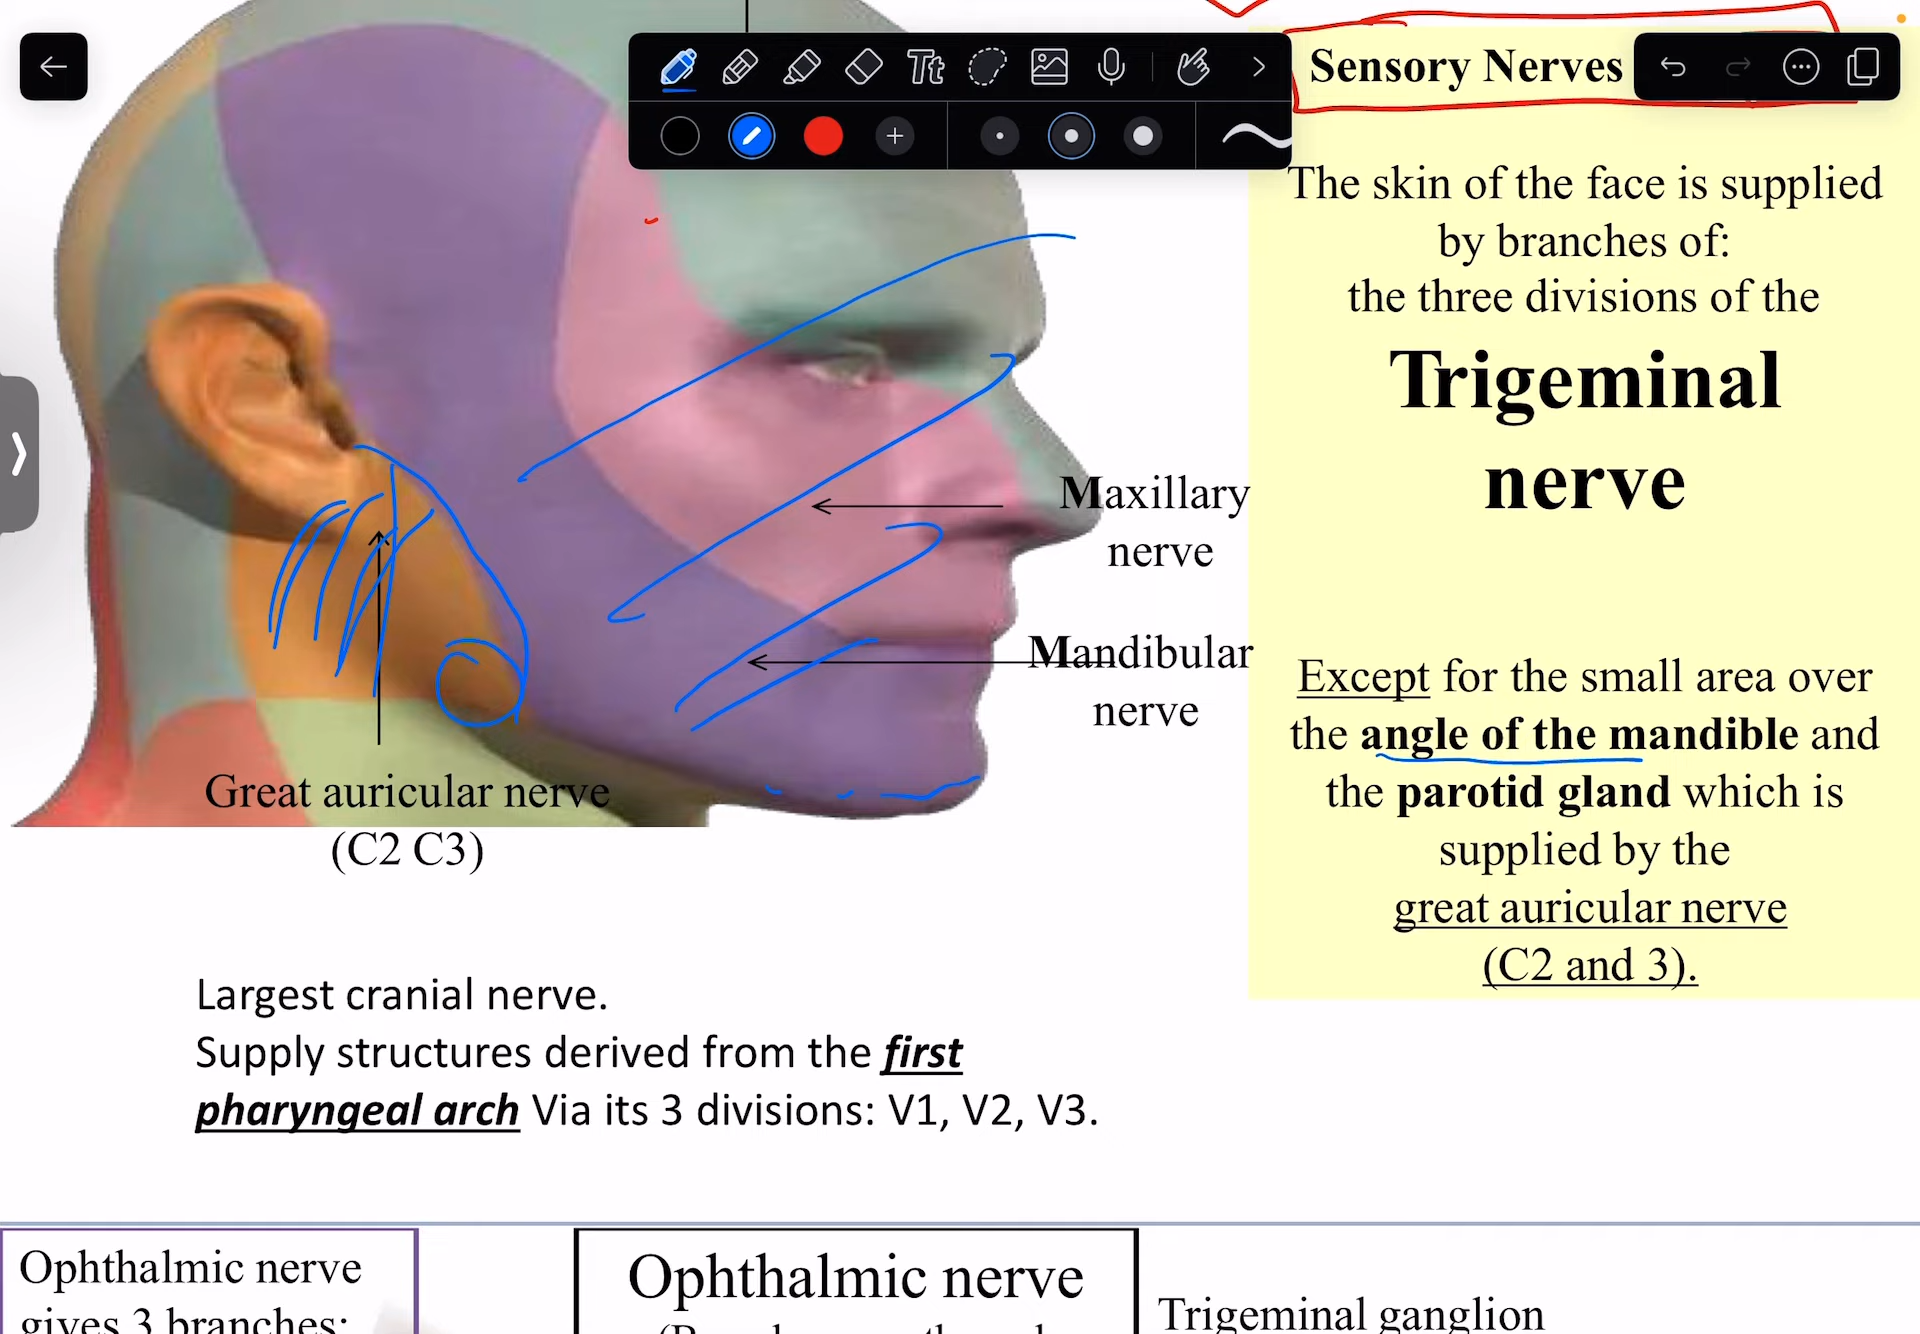 Tt
Sensory Nerves
The skin of the face is supplied
by branches of:
the three divisions of the
Trigeminal
nerve
Except for the small area over
the angle of the mandible and
the parotid gland which is
supplied by the
great auricular nerve
(C2 and 3).
Maxillary
nerve
Mandibular
nerve
Great auricular nerve
(C2 C3)
Largest cranial nerve.
Supply structures derived from the first
pharyngeal arch Via its 3 divisions: V1, V2, V3.
Ophthalmic nerve
gives 3 branches:
Ophthalmic nerve
Trigeminal ganglion